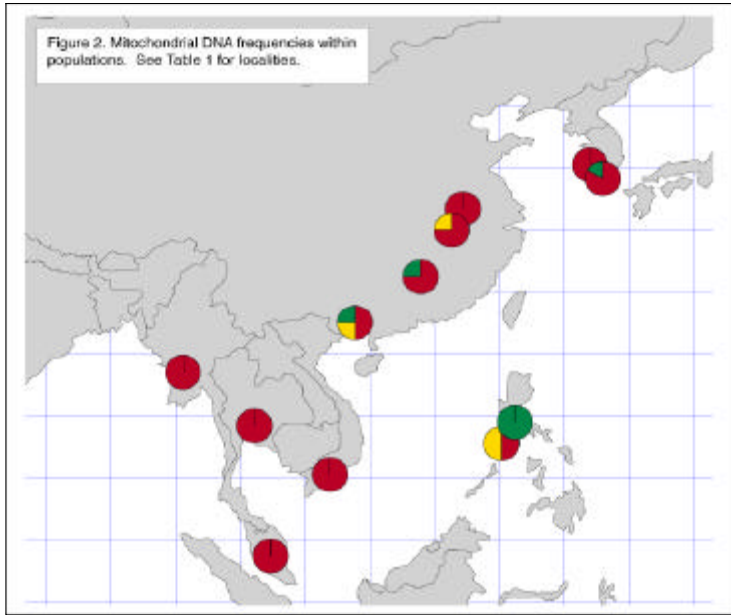 Figure 2. Mitochondrial DNA frequencies within
populations. See Table 1 for localities.